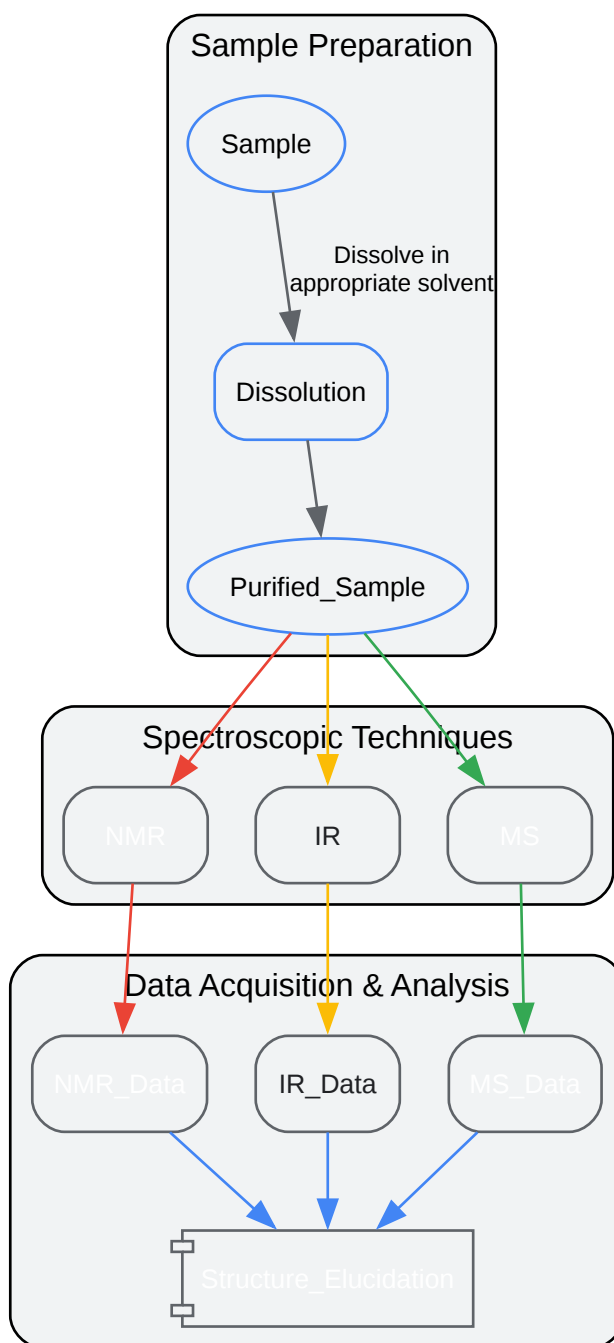 Sample Preparation
Sample
Dissolve in
appropriate solvent
Dissolution
Purified_Sample
Spectroscopic Techniques
NMR
IR
MS
Data Acquisition & Analysis
NMR_Data
IR_Data
MS_Data
Structure_Elucidation